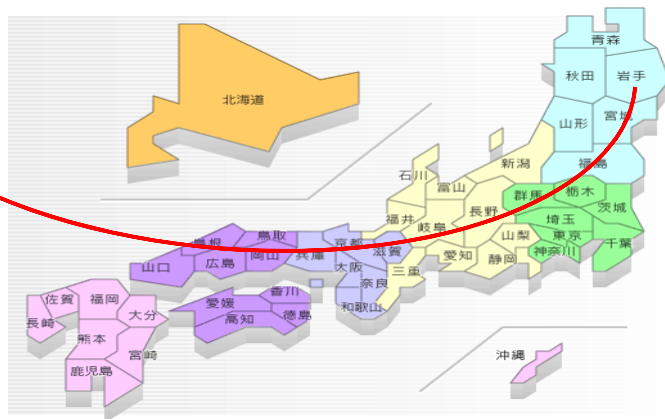 青森
秋田
岩手
北海道
山形
宮城
新潟
福島
石川
富山
群馬
栃木
茨城
福井
岐阜
長野
埼玉
島根
鳥取
京都
滋賀
山梨
東京
千葉
山口
広島
岡山
兵庫
大阪
三重
愛知
静岡
神奈川
奈良
佐賀
福岡
愛媛
香川
和歌山
長崎
大分
高知
徳島
熊本
宮崎
沖縄
鹿児島